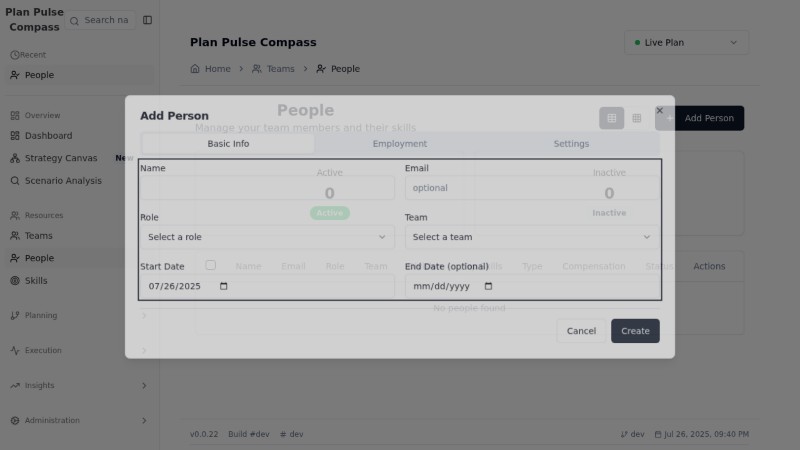 Plan Pulse
Compass
Search na
Recent
People
Overview
Dashboard
Strategy Canvas New
Scenario Analysis
Resources
Teams
People
Skills
Planning
Execution
Insights
Administration
Plan Pulse Compass
Live Plan
Home > Teams > People
People
Manage your team members and their skills
+ Add Person
Active
0
Active
Inactive
0
Inactive
Name Email Role Team Type Compensation Status Actions
No people found
Add Person
×
Basic Info Employment Settings
Name
Email
optional
Role
Select a role
Team
Select a team
Start Date
07/26/2025
End Date (optional)
mm/dd/yyyy
Cancel Create
v0.0.22 Build #dev # dev
dev Jul 26, 2025, 09:40 PM